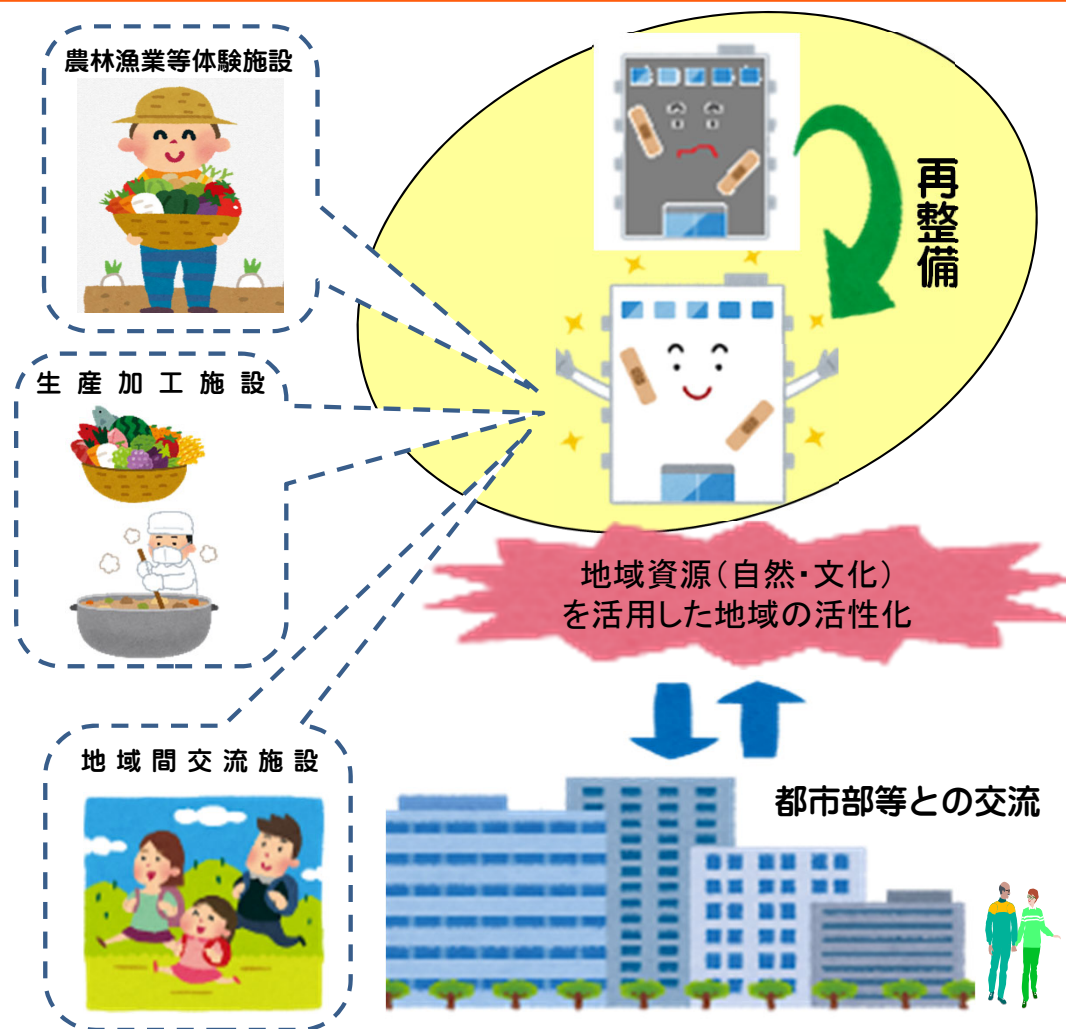 農林漁業等体験施設
再整備
生産加工施設
地域資源（自然・文化）
を活用した地域の活性化
地域間交流施設
都市部等との交流